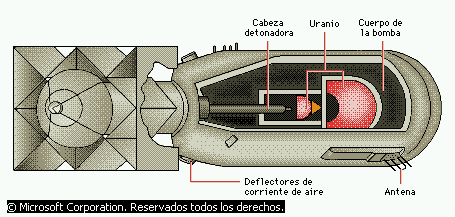 Cabeza
detonadora
Uranio
Cuerpo de
la bomba
Deflectores de
corriente de aire
Antena
© Microsoft Corporation. Reservados todos los derechos.